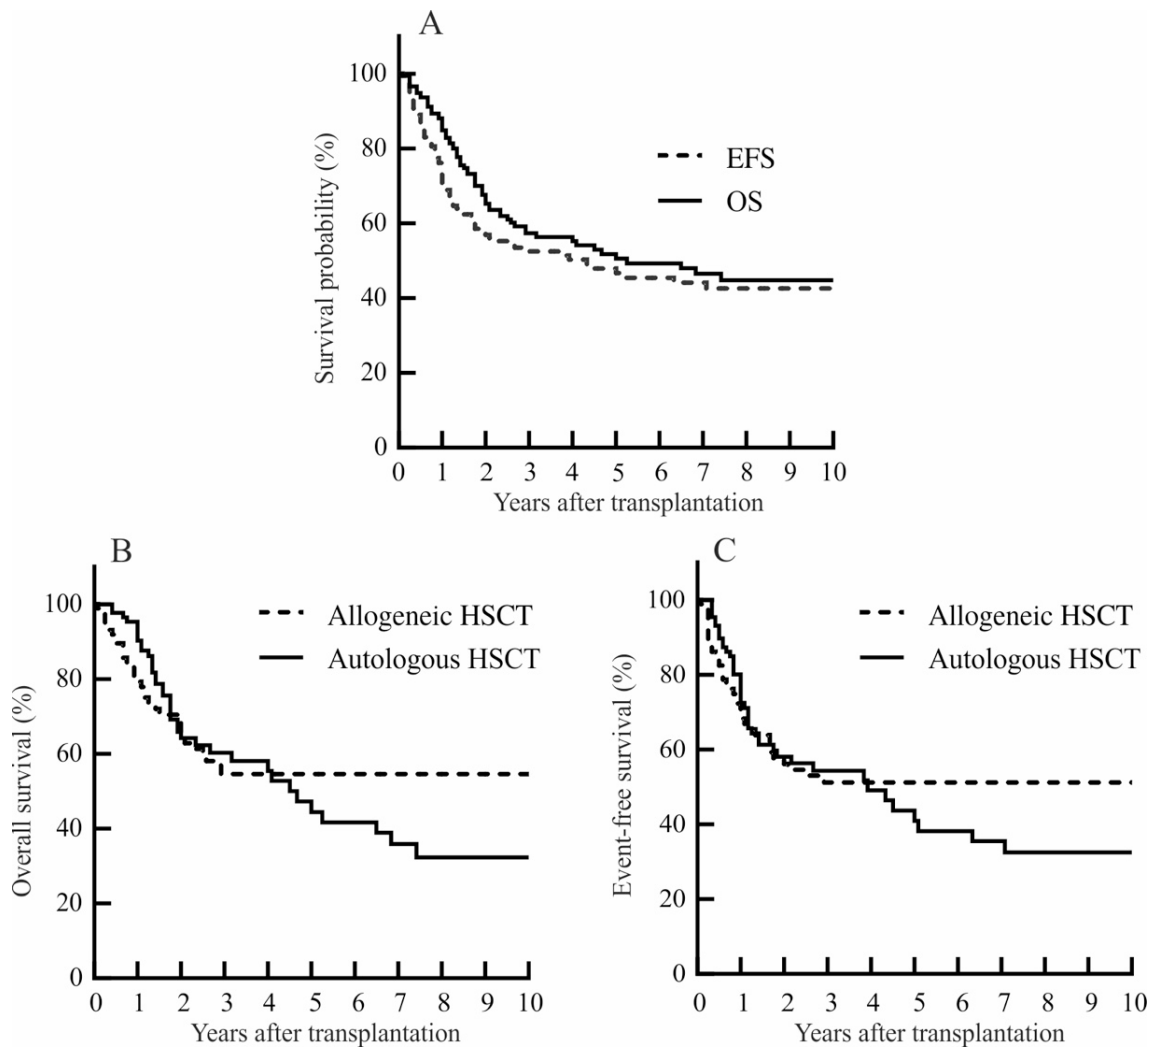 A
Survival probability (%)
100
80
60
40
20
0
EFS
OS
0 1 2 3 4 5 6 7 8 9 10
Years after transplantation
B
Overall survival (%)
100
80
60
40
20
0
Allogeneic HSCT
Autologous HSCT
0 1 2 3 4 5 6 7 8 9 10
Years after transplantation
C
Event-free survival (%)
100
80
60
40
20
0
Allogeneic HSCT
Autologous HSCT
0 1 2 3 4 5 6 7 8 9 10
Years after transplantation